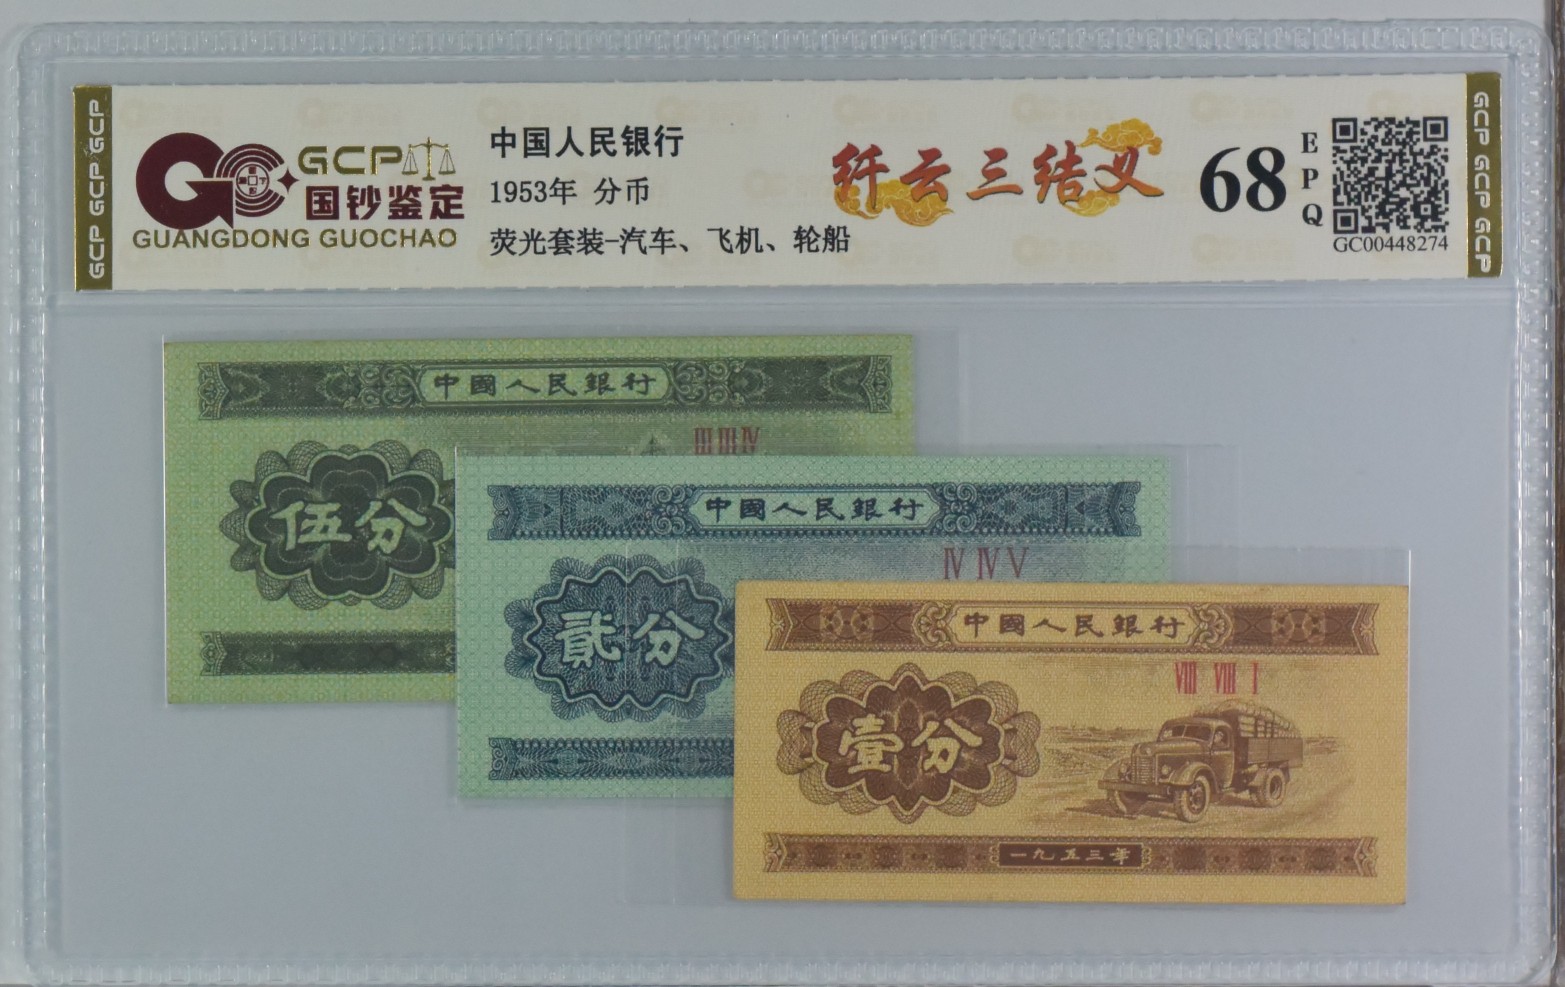 GCP GCP GCP
GCP
国钞鉴定
GUANGDONG GUOCHAO
中国人民银行
1953年 分币
荧光套装-汽车、飞机、轮船
纤云三结义
68
EPQ
GC00448274
GCP GCP GCP
中國人民銀行
ⅢⅢⅣ
伍分
中國人民銀行
Ⅳ Ⅳ Ⅴ
貳分
中國人民銀行
Ⅷ Ⅷ Ⅰ
壹分
一九五三年